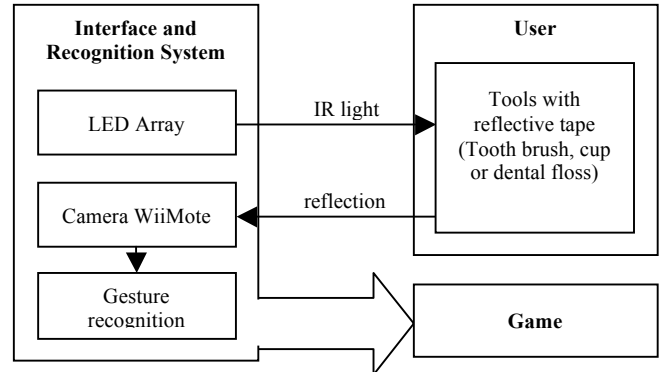 Interface and
Recognition System
LED Array
Camera WiiMote
Gesture
recognition
IR light
reflection
User
Tools with
reflective tape
(Tooth brush, cup
or dental floss)
Game